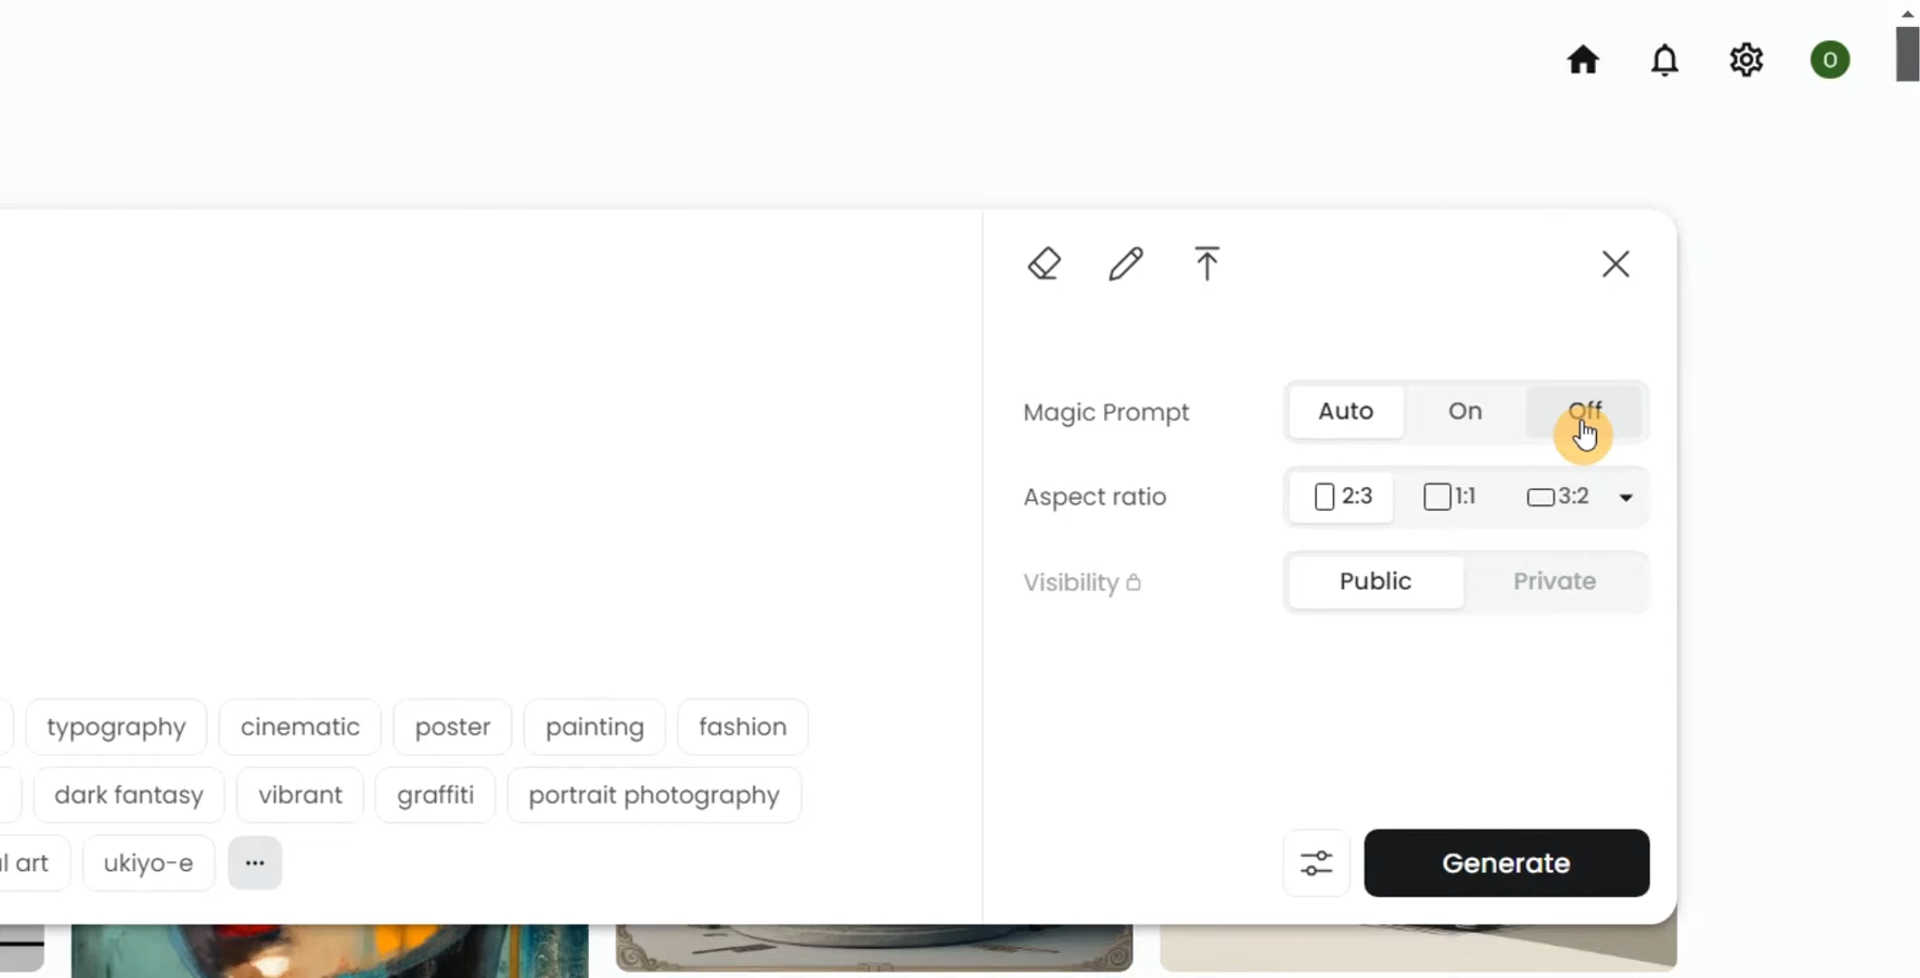 O
Magic Prompt Auto On Off
Aspect ratio 2:3 1:1 3:2
Visibility Public Private
typography cinematic poster painting fashion
dark fantasy vibrant graffiti portrait photography
l art ukiyo-e ...
Generate